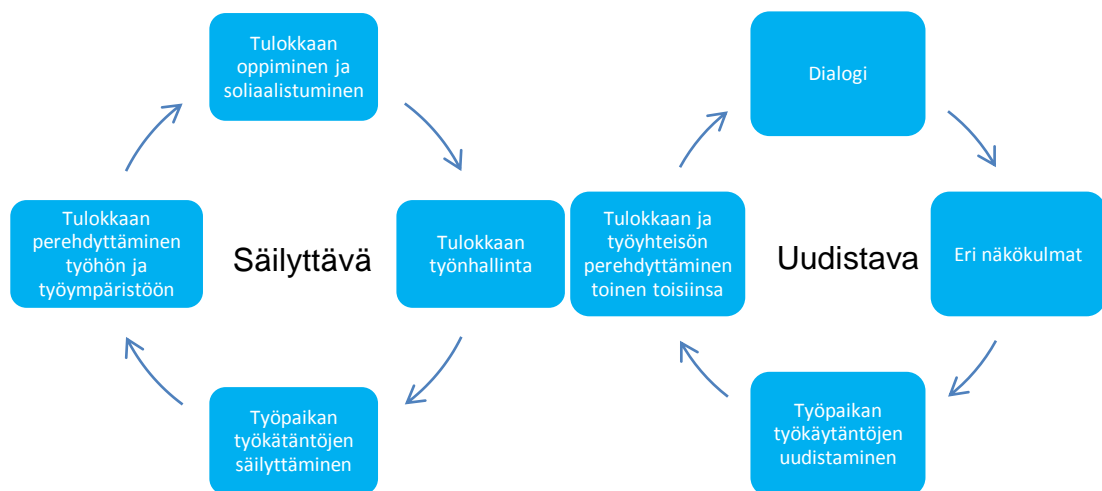 Tulokkaan
oppiminen ja
soliaalistuminen
Tulokkaan
perehdyttäminen
työhön ja
työympäristöön
Säilyttävä
Tulokkaan
työnhallinta
Työpaikan
työkätäntöjen
säilyttäminen
Dialogi
Tulokkaan ja
työyhteisön
perehdyttäminen
toinen toisiinsa
Uudistava
Eri näkökulmat
Työpaikan
työkäytäntöjen
uudistaminen